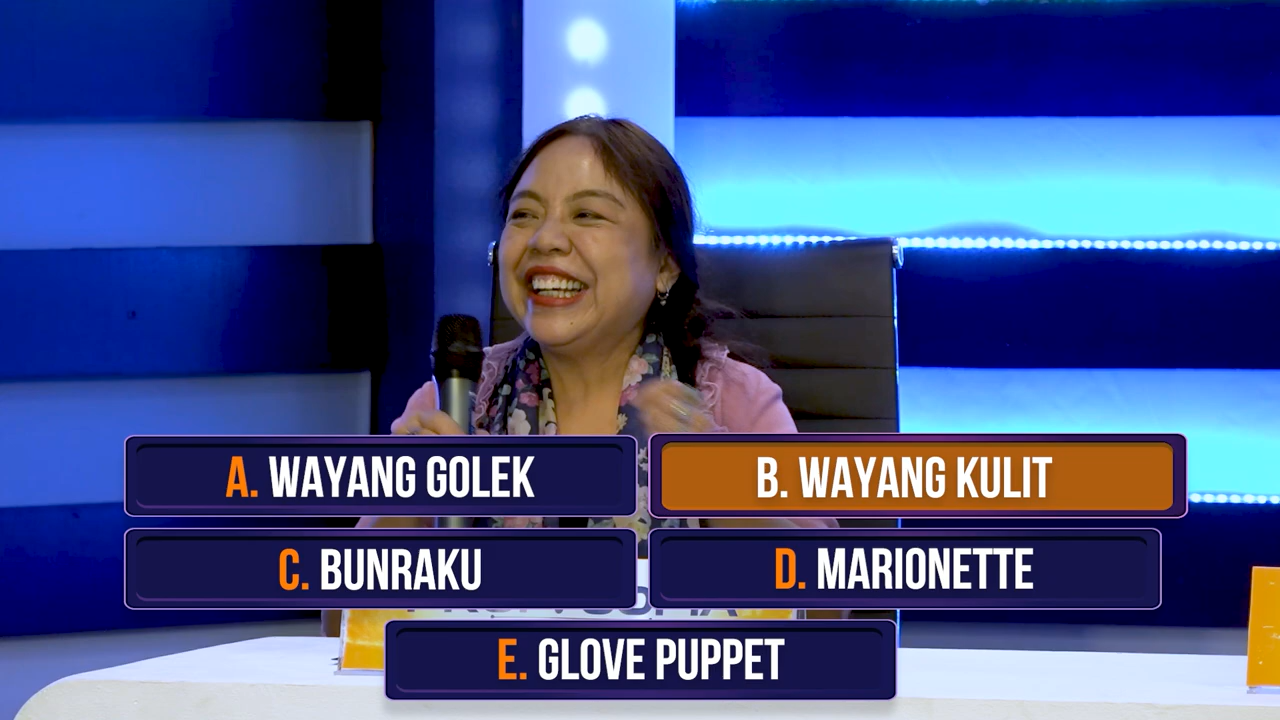 A. WAYANG GOLEK
B. WAYANG KULIT
C. BUNRAKU
D. MARIONETTE
E. GLOVE PUPPET